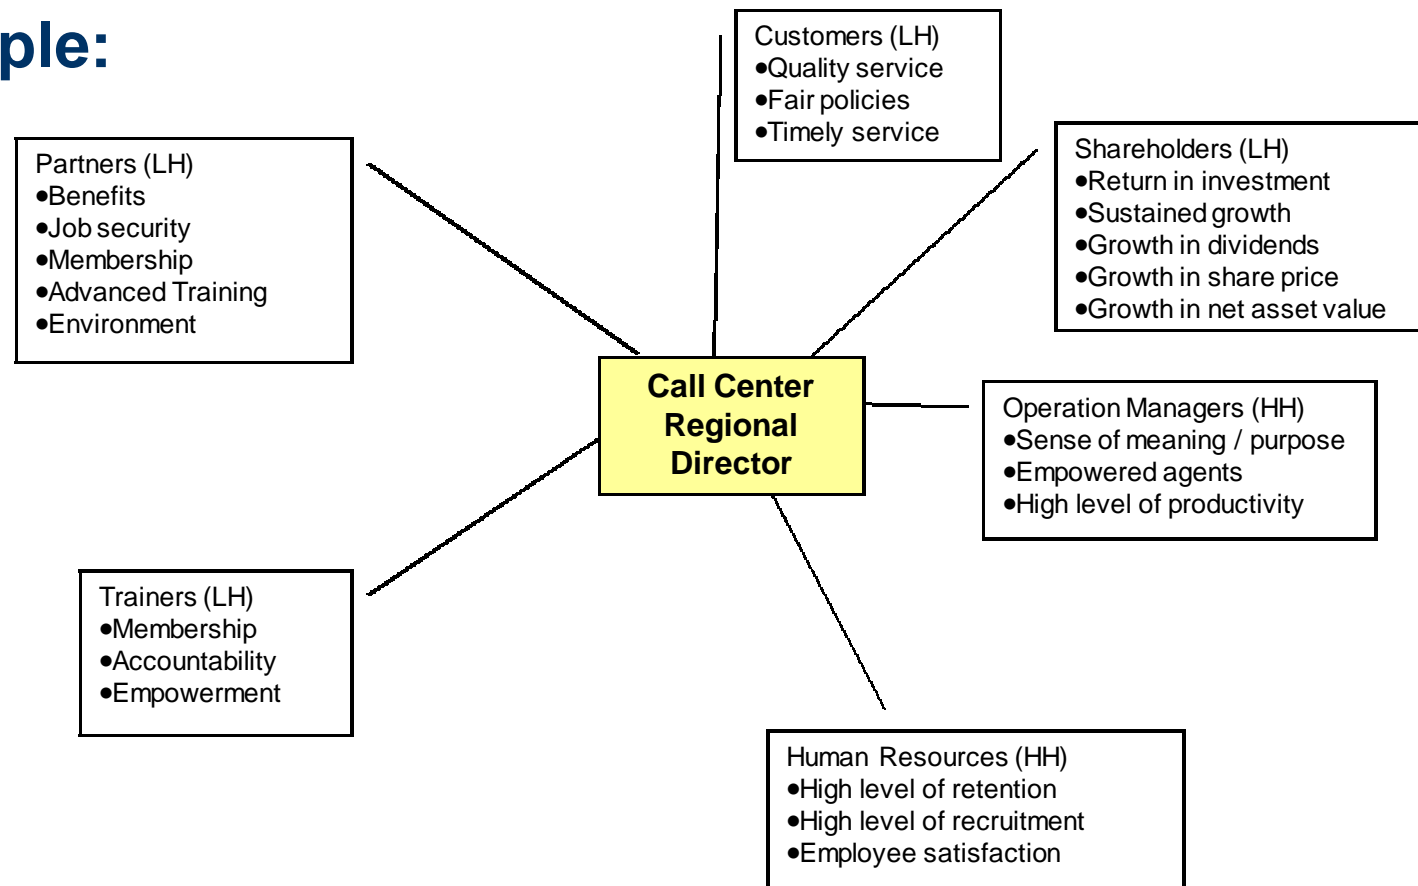 ple:
Customers (LH)
•Quality service
•Fair policies
•Timely service
Partners (LH)
•Benefits
•Job security
•Membership
•Advanced Training
•Environment
Shareholders (LH)
•Return in investment
•Sustained growth
•Growth in dividends
•Growth in share price
•Growth in net asset value
Call Center
Regional
Director
Operation Managers (HH)
•Sense of meaning / purpose
•Empowered agents
•High level of productivity
Trainers (LH)
•Membership
•Accountability
•Empowerment
Human Resources (HH)
•High level of retention
•High level of recruitment
•Employee satisfaction